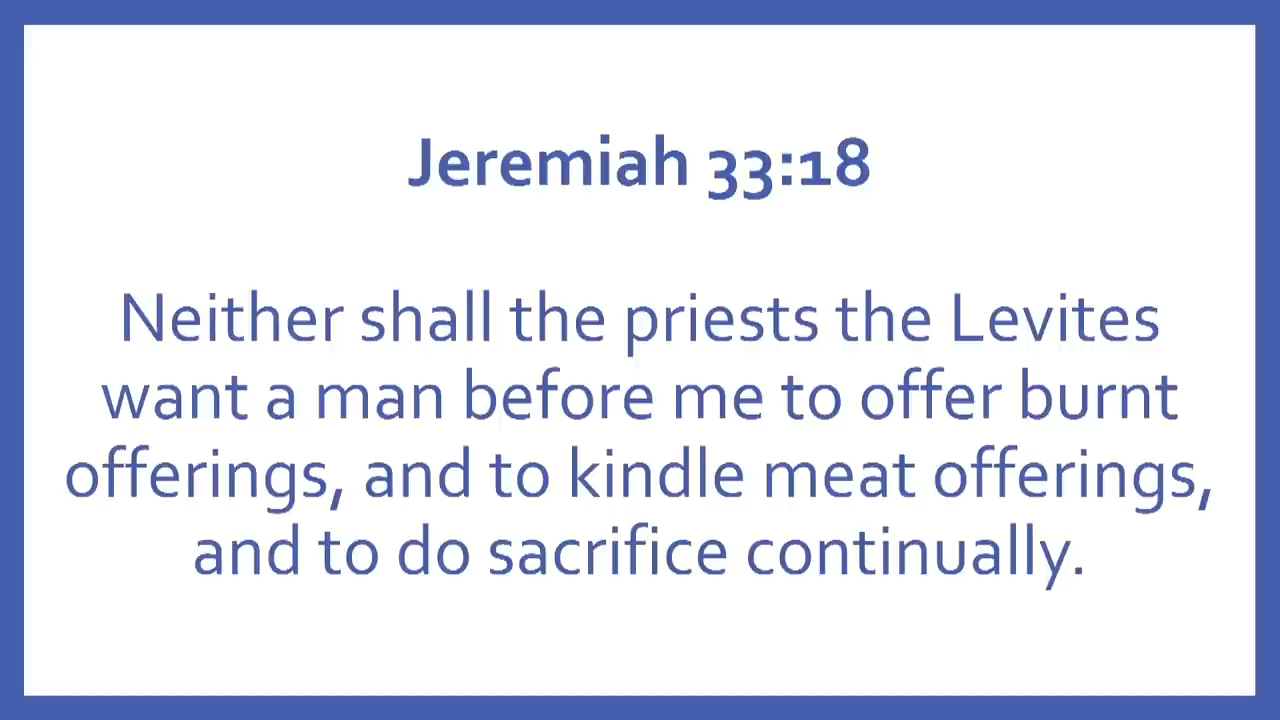 Jeremiah 33:18
Neither shall the priests the Levites
want a man before me to offer burnt
offerings, and to kindle meat offerings,
and to do sacrifice continually.